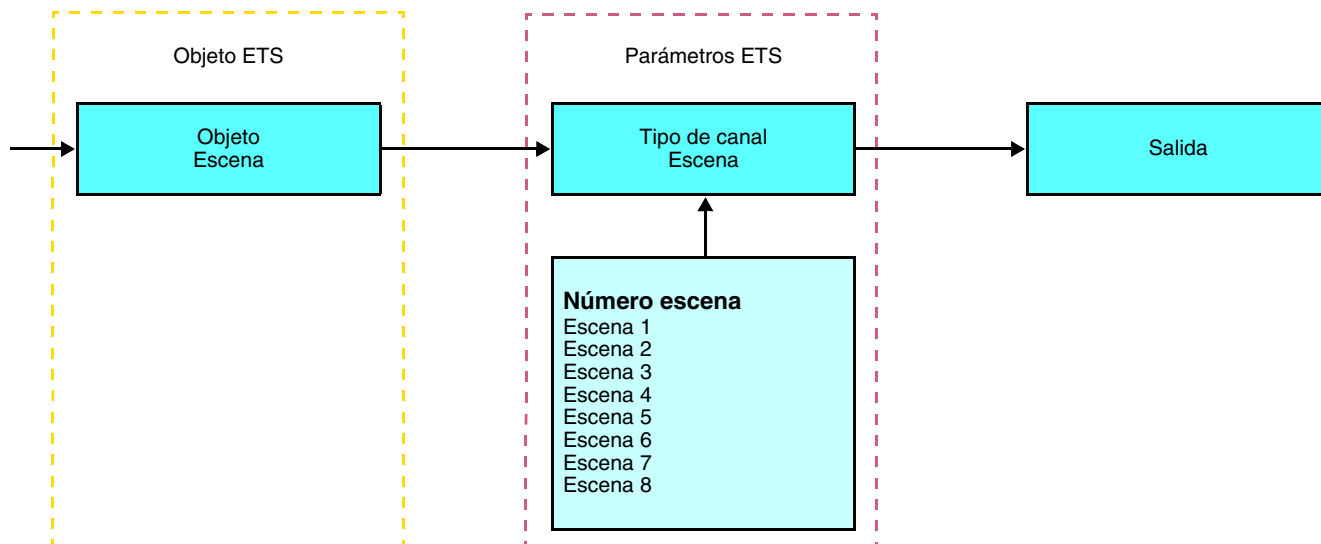 Objeto ETS
Parámetros ETS
Objeto
Escena
Tipo de canal
Escena
Salida
Número escena
Escena 1
Escena 2
Escena 3
Escena 4
Escena 5
Escena 6
Escena 7
Escena 8